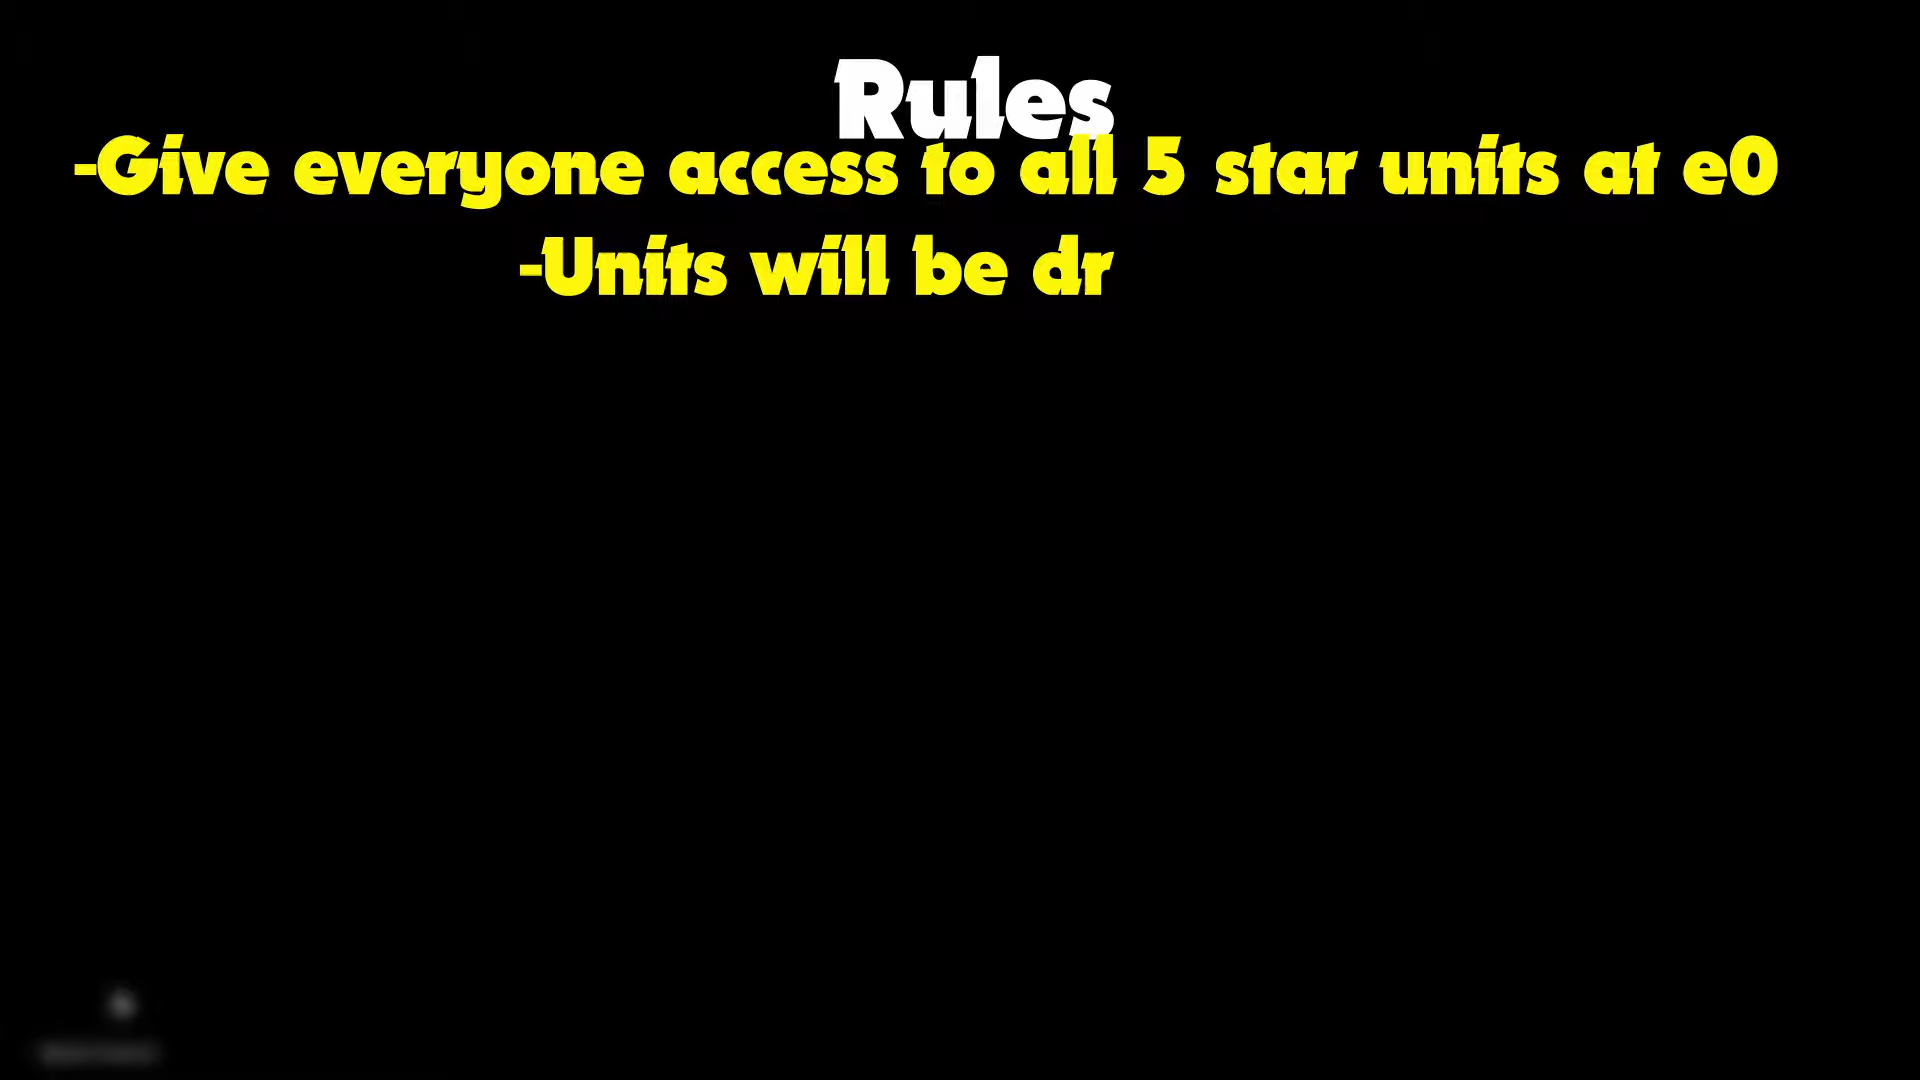 Rules
-Give everyone access to all 5 star units at e0
-Units will be dr